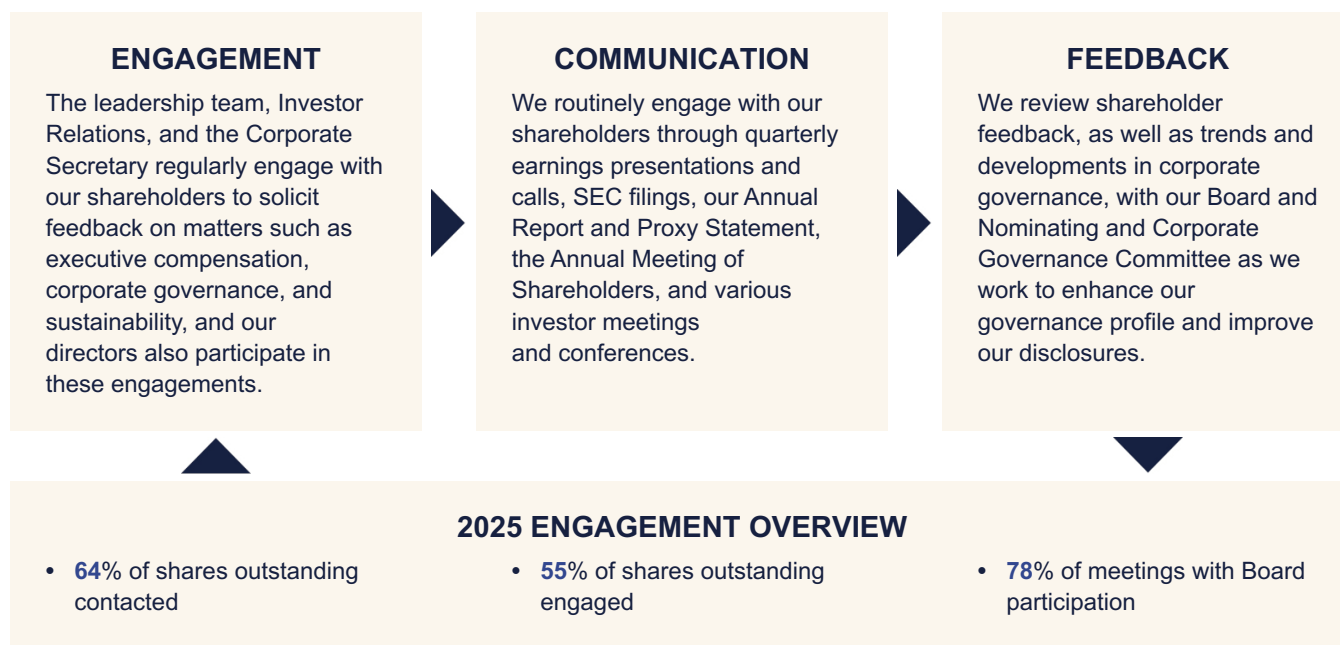 ENGAGEMENT
The leadership team, Investor
Relations, and the Corporate
Secretary regularly engage with
our shareholders to solicit
feedback on matters such as
executive compensation,
corporate governance, and
sustainability, and our
directors also participate in
these engagements.
COMMUNICATION
We routinely engage with our
shareholders through quarterly
earnings presentations and
calls, SEC filings, our Annual
Report and Proxy Statement,
the Annual Meeting of
Shareholders, and various
investor meetings
and conferences.
FEEDBACK
We review shareholder
feedback, as well as trends and
developments in corporate
governance, with our Board and
Nominating and Corporate
Governance Committee as we
work to enhance our
governance profile and improve
our disclosures.
2025 ENGAGEMENT OVERVIEW
• 64% of shares outstanding
contacted
• 55% of shares outstanding
engaged
• 78% of meetings with Board
participation